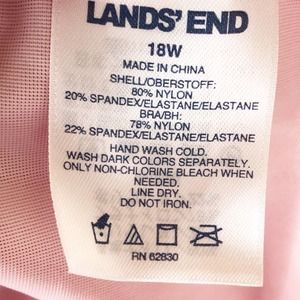 LANDS' END
18W
MADE IN CHINA
SHELL/OBERSTOFF:
80% NYLON
20% SPANDEX/ELASTANE/ELASTANE
BRA/BH:
78% NYLON
22% SPANDEX/ELASTANE/ELASTANE
HAND WASH COLD.
WASH DARK COLORS SEPARATELY.
ONLY NON-CHLORINE BLEACH WHEN
NEEDED.
LINE DRY.
DO NOT IRON.
RN 62830